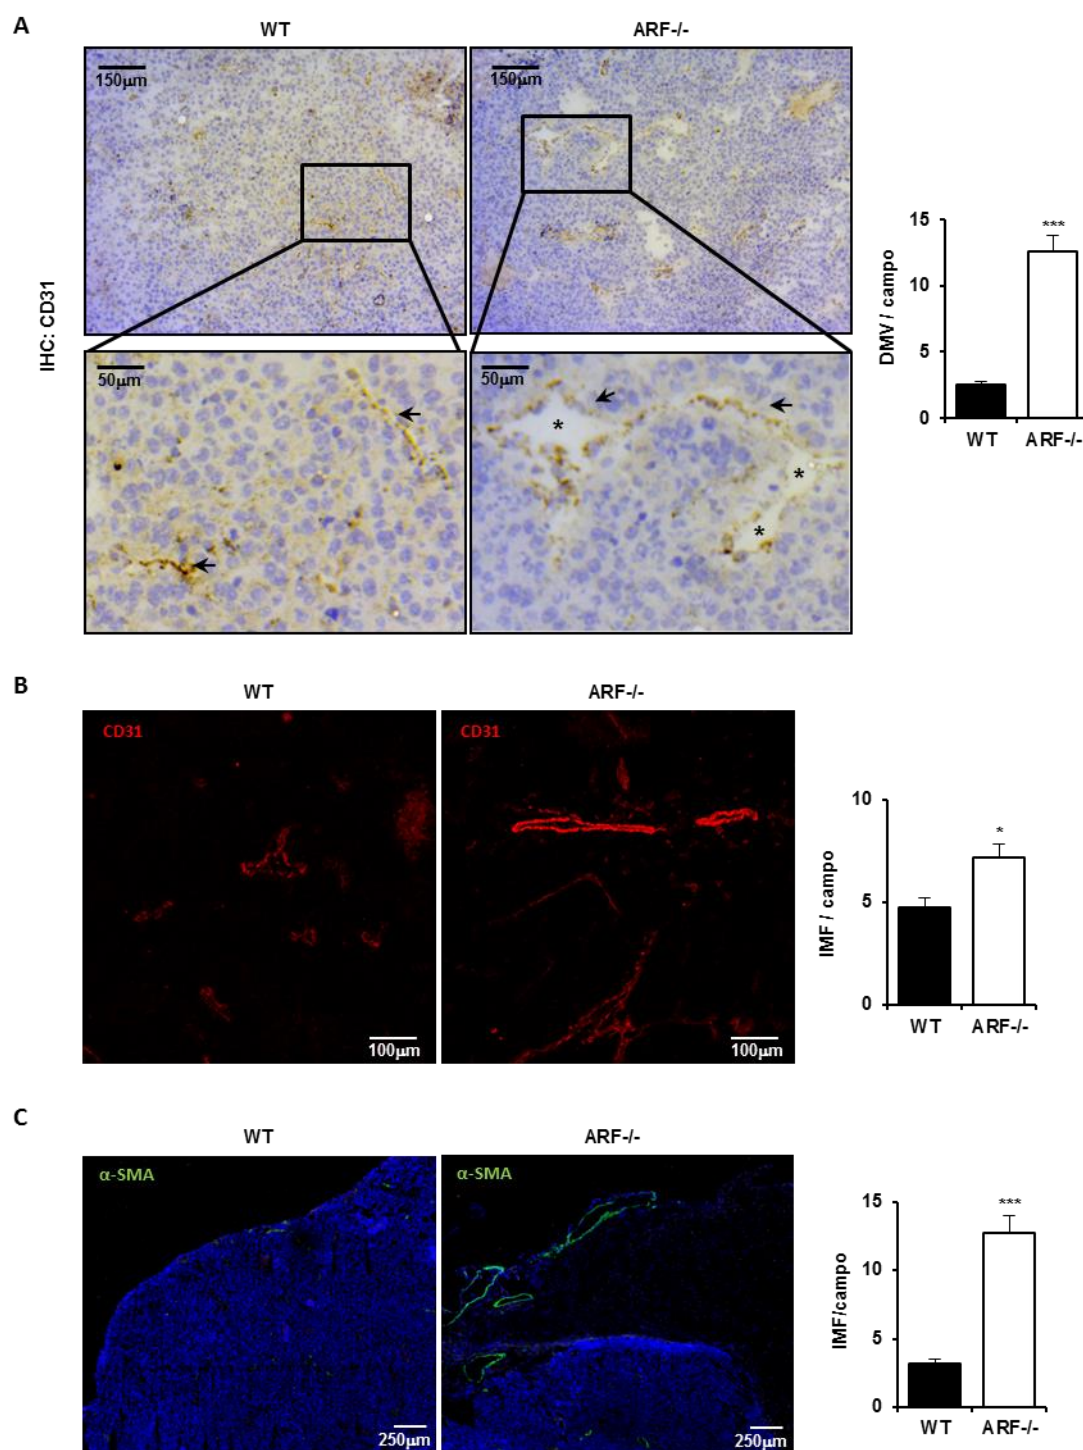 A
WT
ARF-/-
IHC: CD31
150µm
150µm
50µm
50µm
*
*
*
DMV / campo
15
10
5
0
***
WT
ARF-/-
B
WT
ARF-/-
CD31
CD31
100µm
100µm
IMF / campo
10
5
0
*
WT
ARF-/-
C
WT
ARF-/-
α-SMA
α-SMA
250µm
250µm
IMF/campo
15
10
5
0
***
WT
ARF-/-